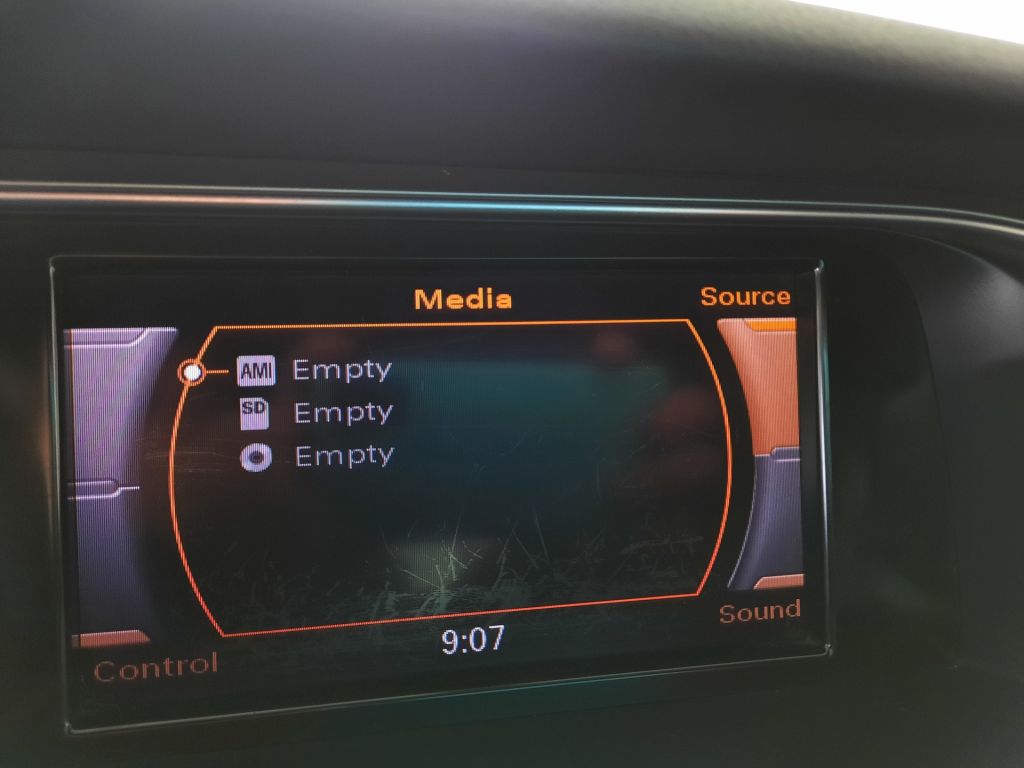 Media
Source
AMI Empty
SD Empty
Empty
9:07
Sound
Control